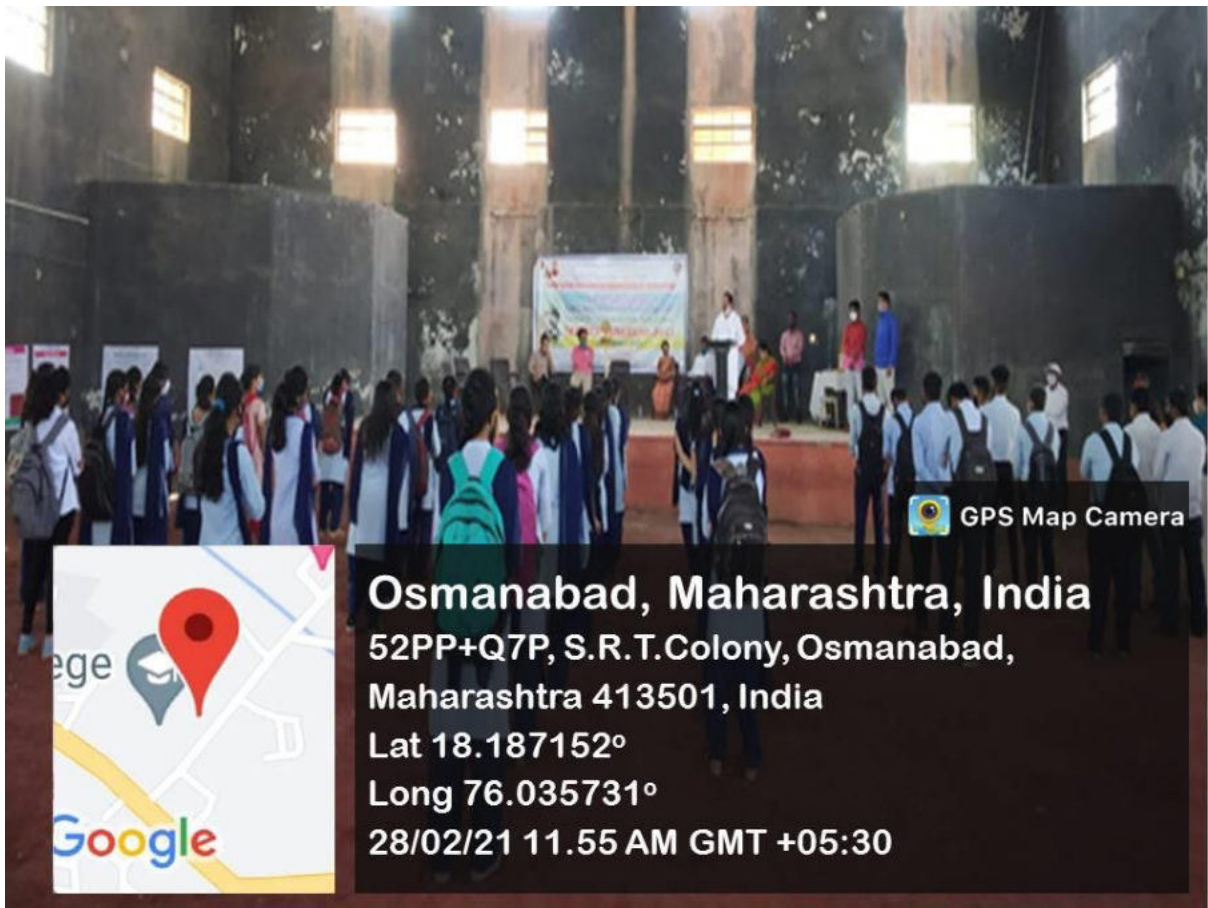 GPS Map Camera
ege
Google
Osmanabad, Maharashtra, India
52PP+Q7P, S.R.T.Colony, Osmanabad,
Maharashtra 413501, India
Lat 18.187152°
Long 76.035731°
28/02/21 11.55 AM GMT +05:30